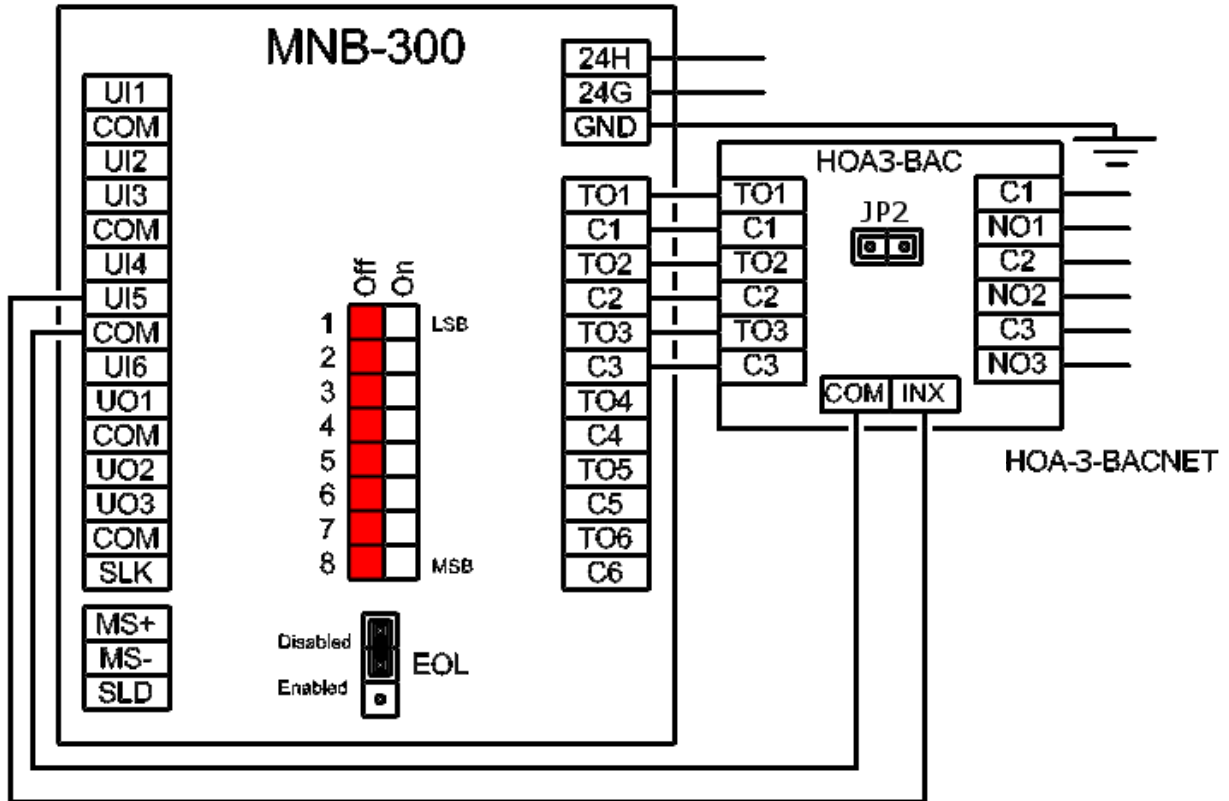 MNB-300
UI1
COM
UI2
UI3
COM
UI4
UI5
COM
UI6
UO1
COM
UO2
UO3
COM
SLK
MS+
MS-
SLD
Off On
1 LSB
2
3
4
5
6
7
8 MSB
Disabled
Enabled
EOL
24H
24G
GND
TO1
C1
TO2
C2
TO3
C3
TO4
C4
TO5
C5
TO6
C6
HOA3-BAC
JP2
TO1
C1
TO2
C2
TO3
C3
C1
NO1
C2
NO2
C3
NO3
COM INX
HOA-3-BACNET